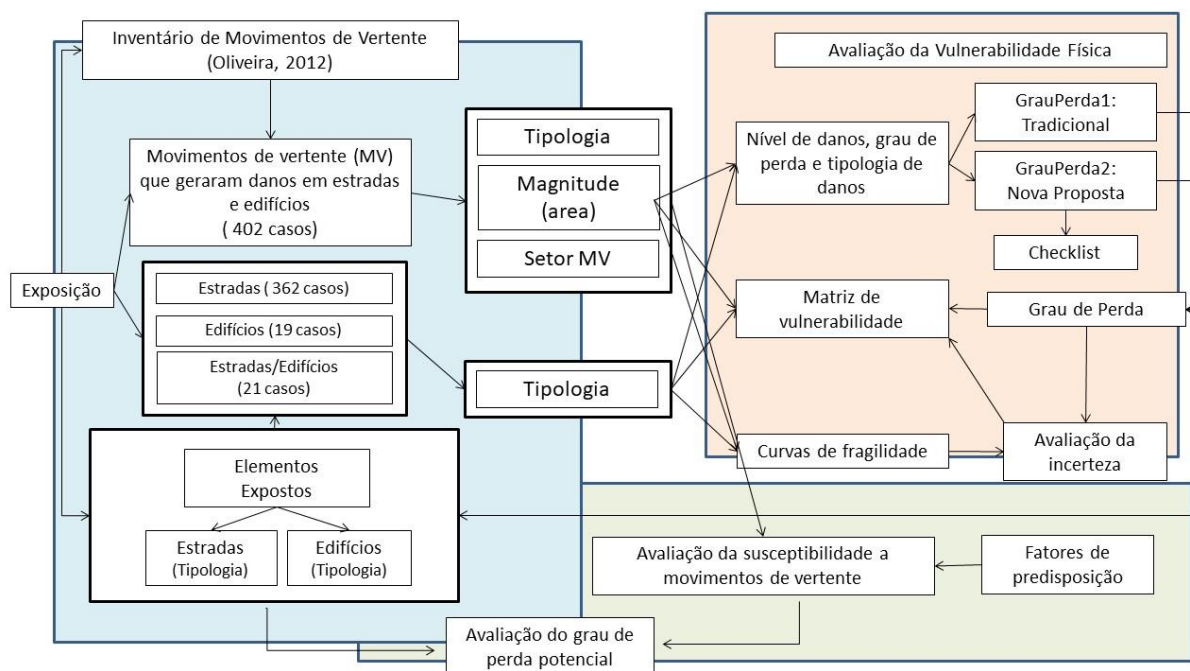 Inventário de Movimentos de Vertente
(Oliveira, 2012)
Movimentos de vertente (MV)
que geraram danos em estradas
e edifícios
( 402 casos)
Exposição
Estradas ( 362 casos)
Edifícios (19 casos)
Estradas/Edifícios
(21 casos)
Elementos
Expostos
Estradas
(Tipologia)
Edifícios
(Tipologia)
Tipologia
Magnitude
(area)
Setor MV
Tipologia
Avaliação da Vulnerabilidade Física
Nível de danos, grau de
perda e tipologia de
danos
GrauPerda1:
Tradicional
GrauPerda2:
Nova Proposta
Checklist
Matriz de
vulnerabilidade
Grau de Perda
Curvas de fragilidade
Avaliação da
incerteza
Avaliação da susceptibilidade a
movimentos de vertente
Fatores de
predisposição
Avaliação do grau de
perda potencial